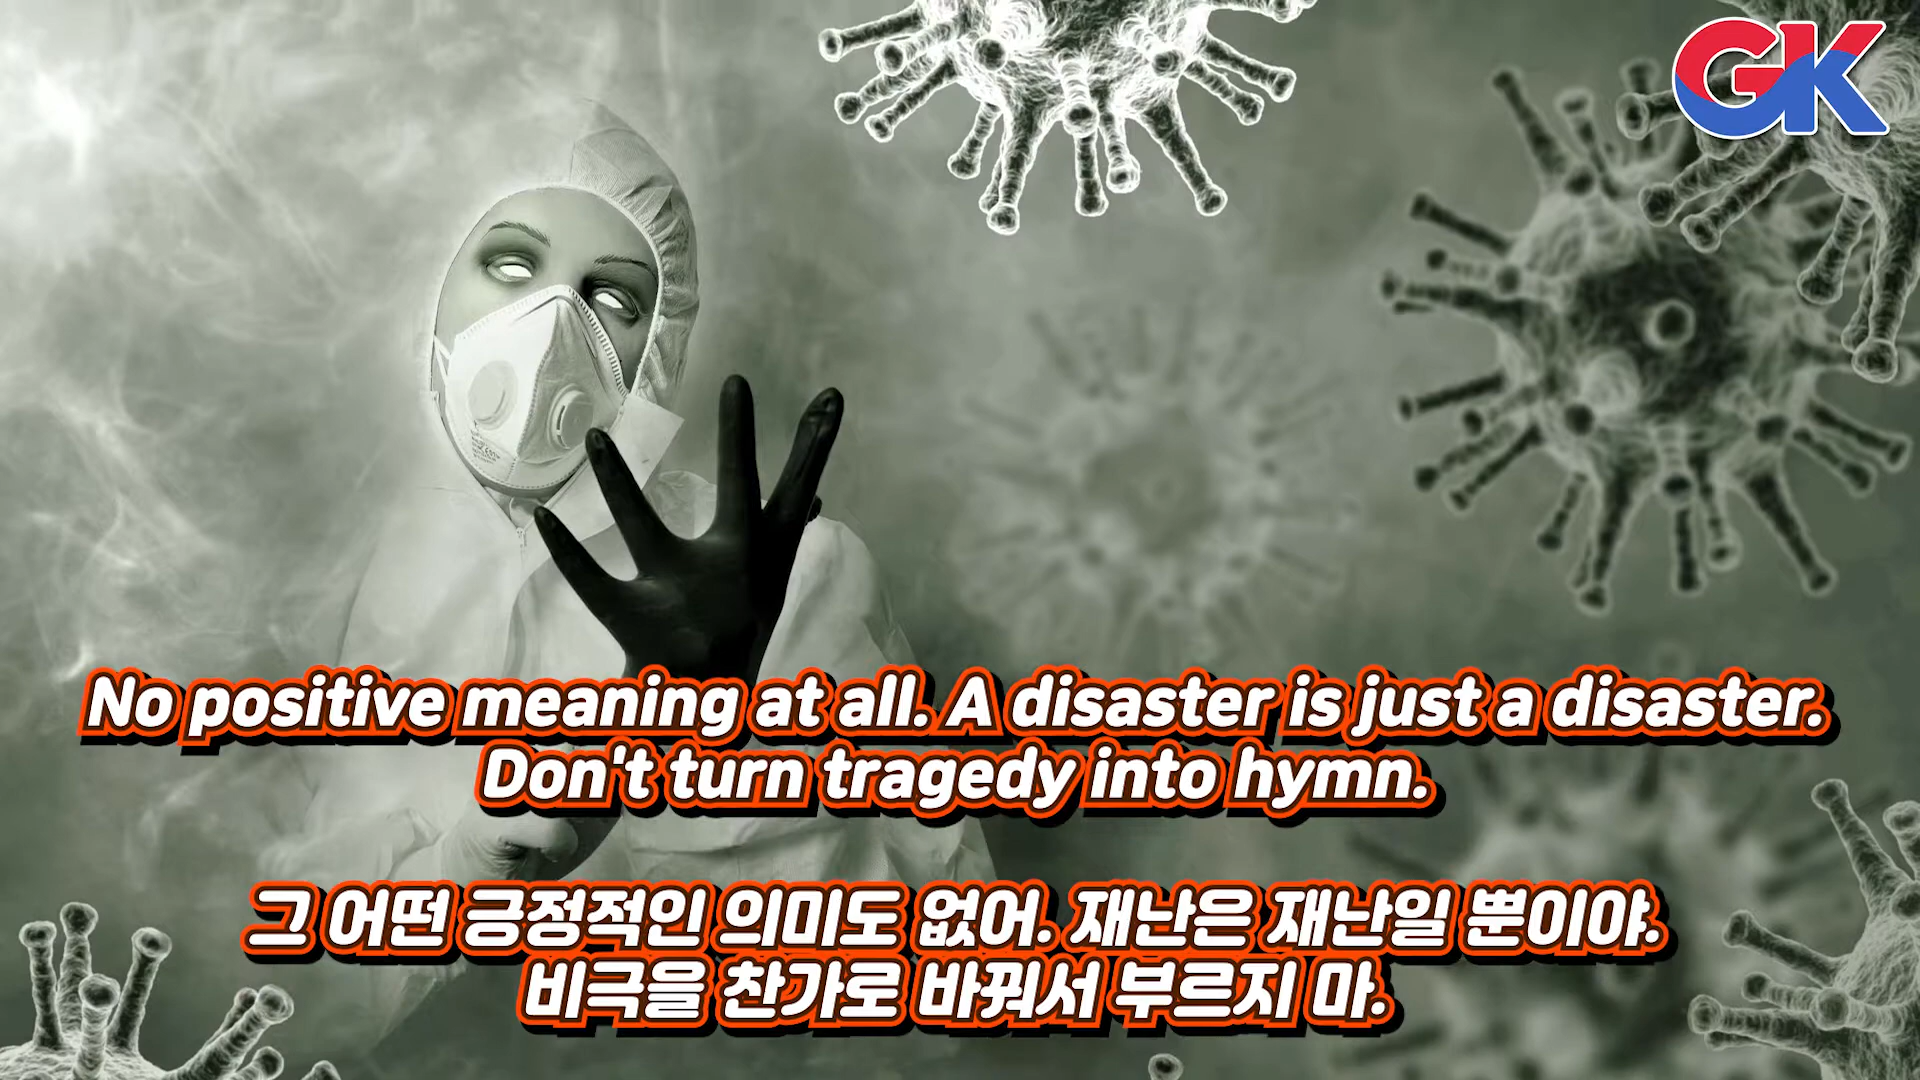 GK
No positive meaning at all. A disaster is just a disaster.
Don't turn tragedy into hymn.
그 어떤 긍정적인 의미도 없어. 재난은 재난일 뿐이야.
비극을 찬가로 바꿔서 부르지 마.